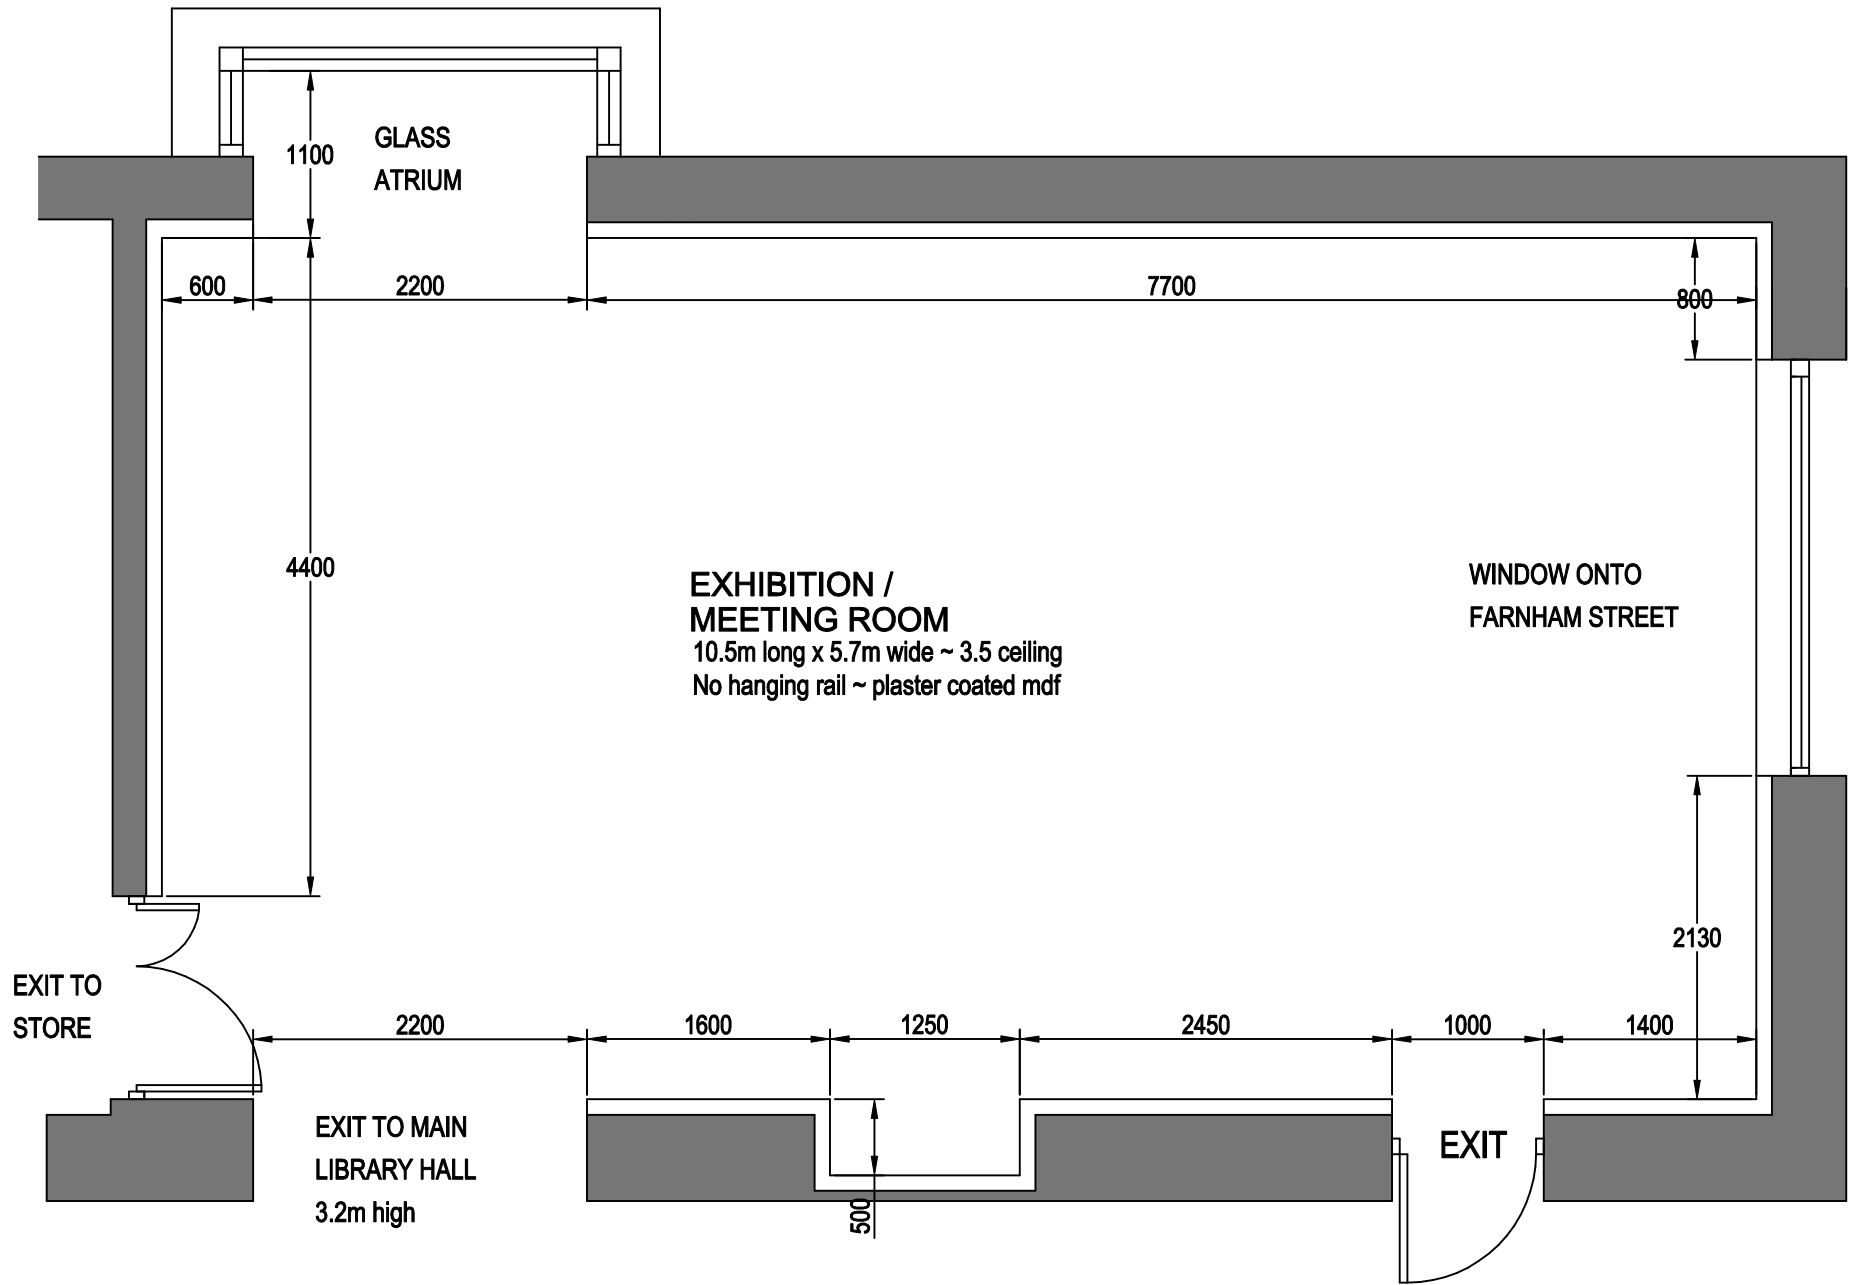 GLASS
ATRIUM
1100
600
2200
7700
800
4400
EXHIBITION /
MEETING ROOM
10.5m long x 5.7m wide ~ 3.5 ceiling
No hanging rail ~ plaster coated mdf
WINDOW ONTO
FARNHAM STREET
2130
EXIT TO
STORE
2200
1600
1250
2450
1000
1400
EXIT TO MAIN
LIBRARY HALL
3.2m high
500
EXIT